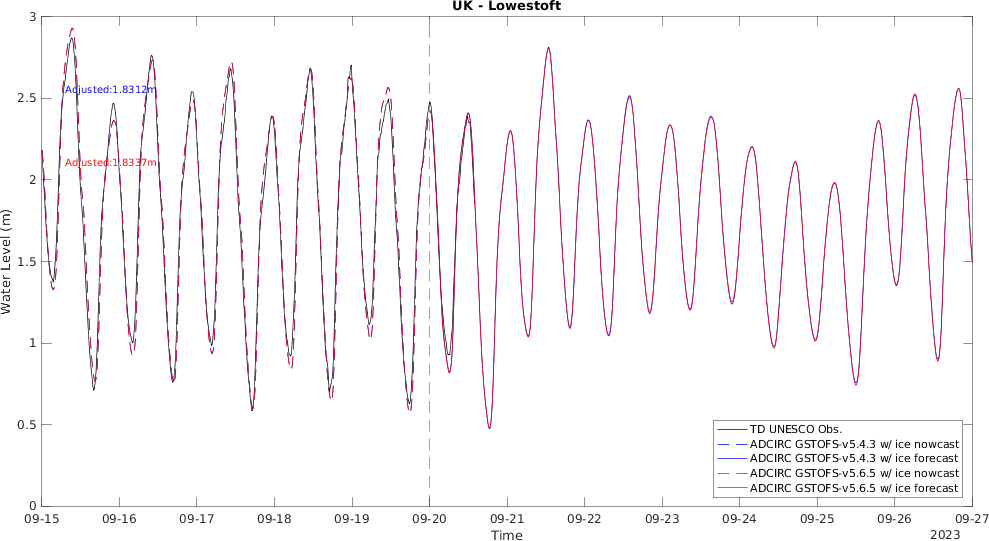 UK - Lowestoft
3
2.5
2
1.5
1
0.5
0
Water Level (m)
Adjusted:1.8312m
Adjusted:1.8337m
TD UNESCO Obs.
ADCIRC GSTOFS-v5.4.3 w/ ice nowcast
ADCIRC GSTOFS-v5.4.3 w/ ice forecast
ADCIRC GSTOFS-v5.6.5 w/ ice nowcast
ADCIRC GSTOFS-v5.6.5 w/ ice forecast
09-15 09-16 09-17 09-18 09-19 09-20 09-21 09-22 09-23 09-24 09-25 09-26 09-27
Time
2023